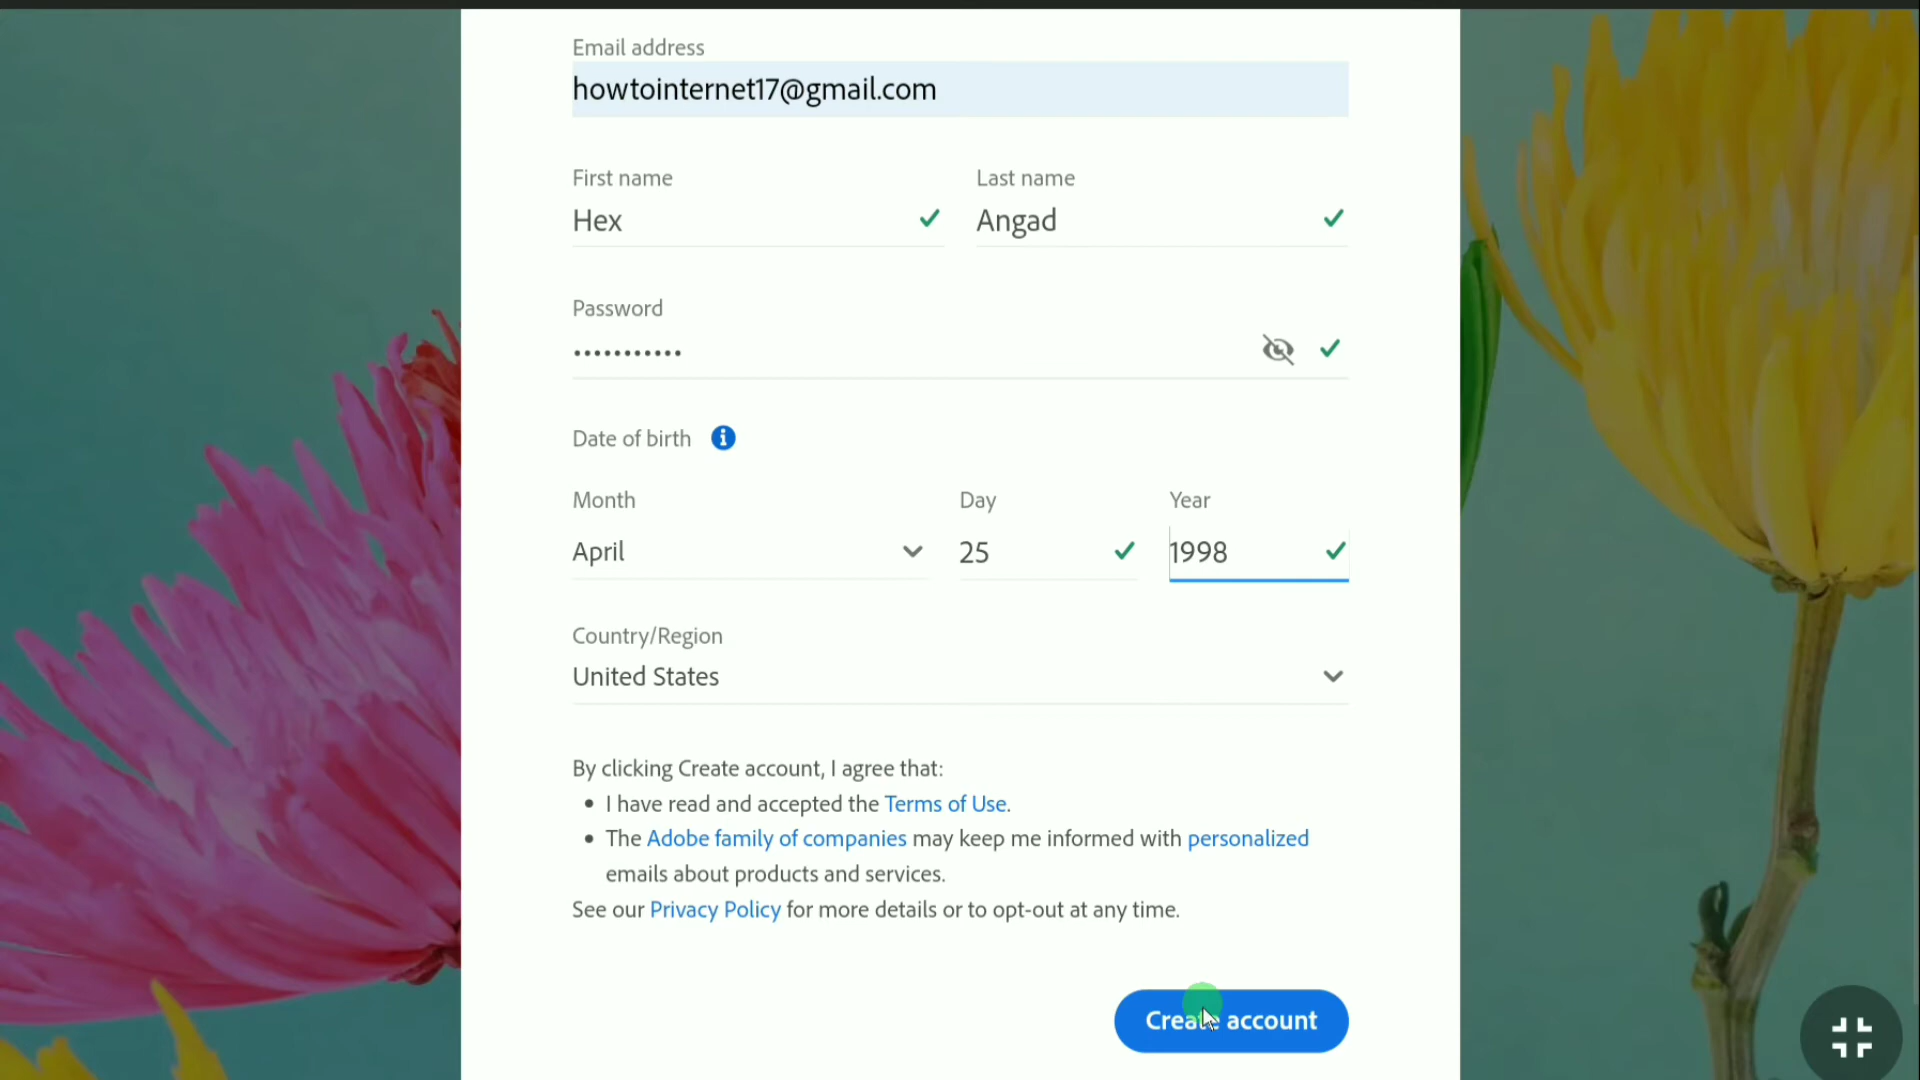 Email address
howtointernet17@gmail.com
First name
Last name
Hex
Angad
Password
•••••••••••
Date of birth
Month
Day
Year
April
25
1998
Country/Region
United States
By clicking Create account, I agree that:
• I have read and accepted the Terms of Use.
• The Adobe family of companies may keep me informed with personalized
emails about products and services.
See our Privacy Policy for more details or to opt-out at any time.
Create account